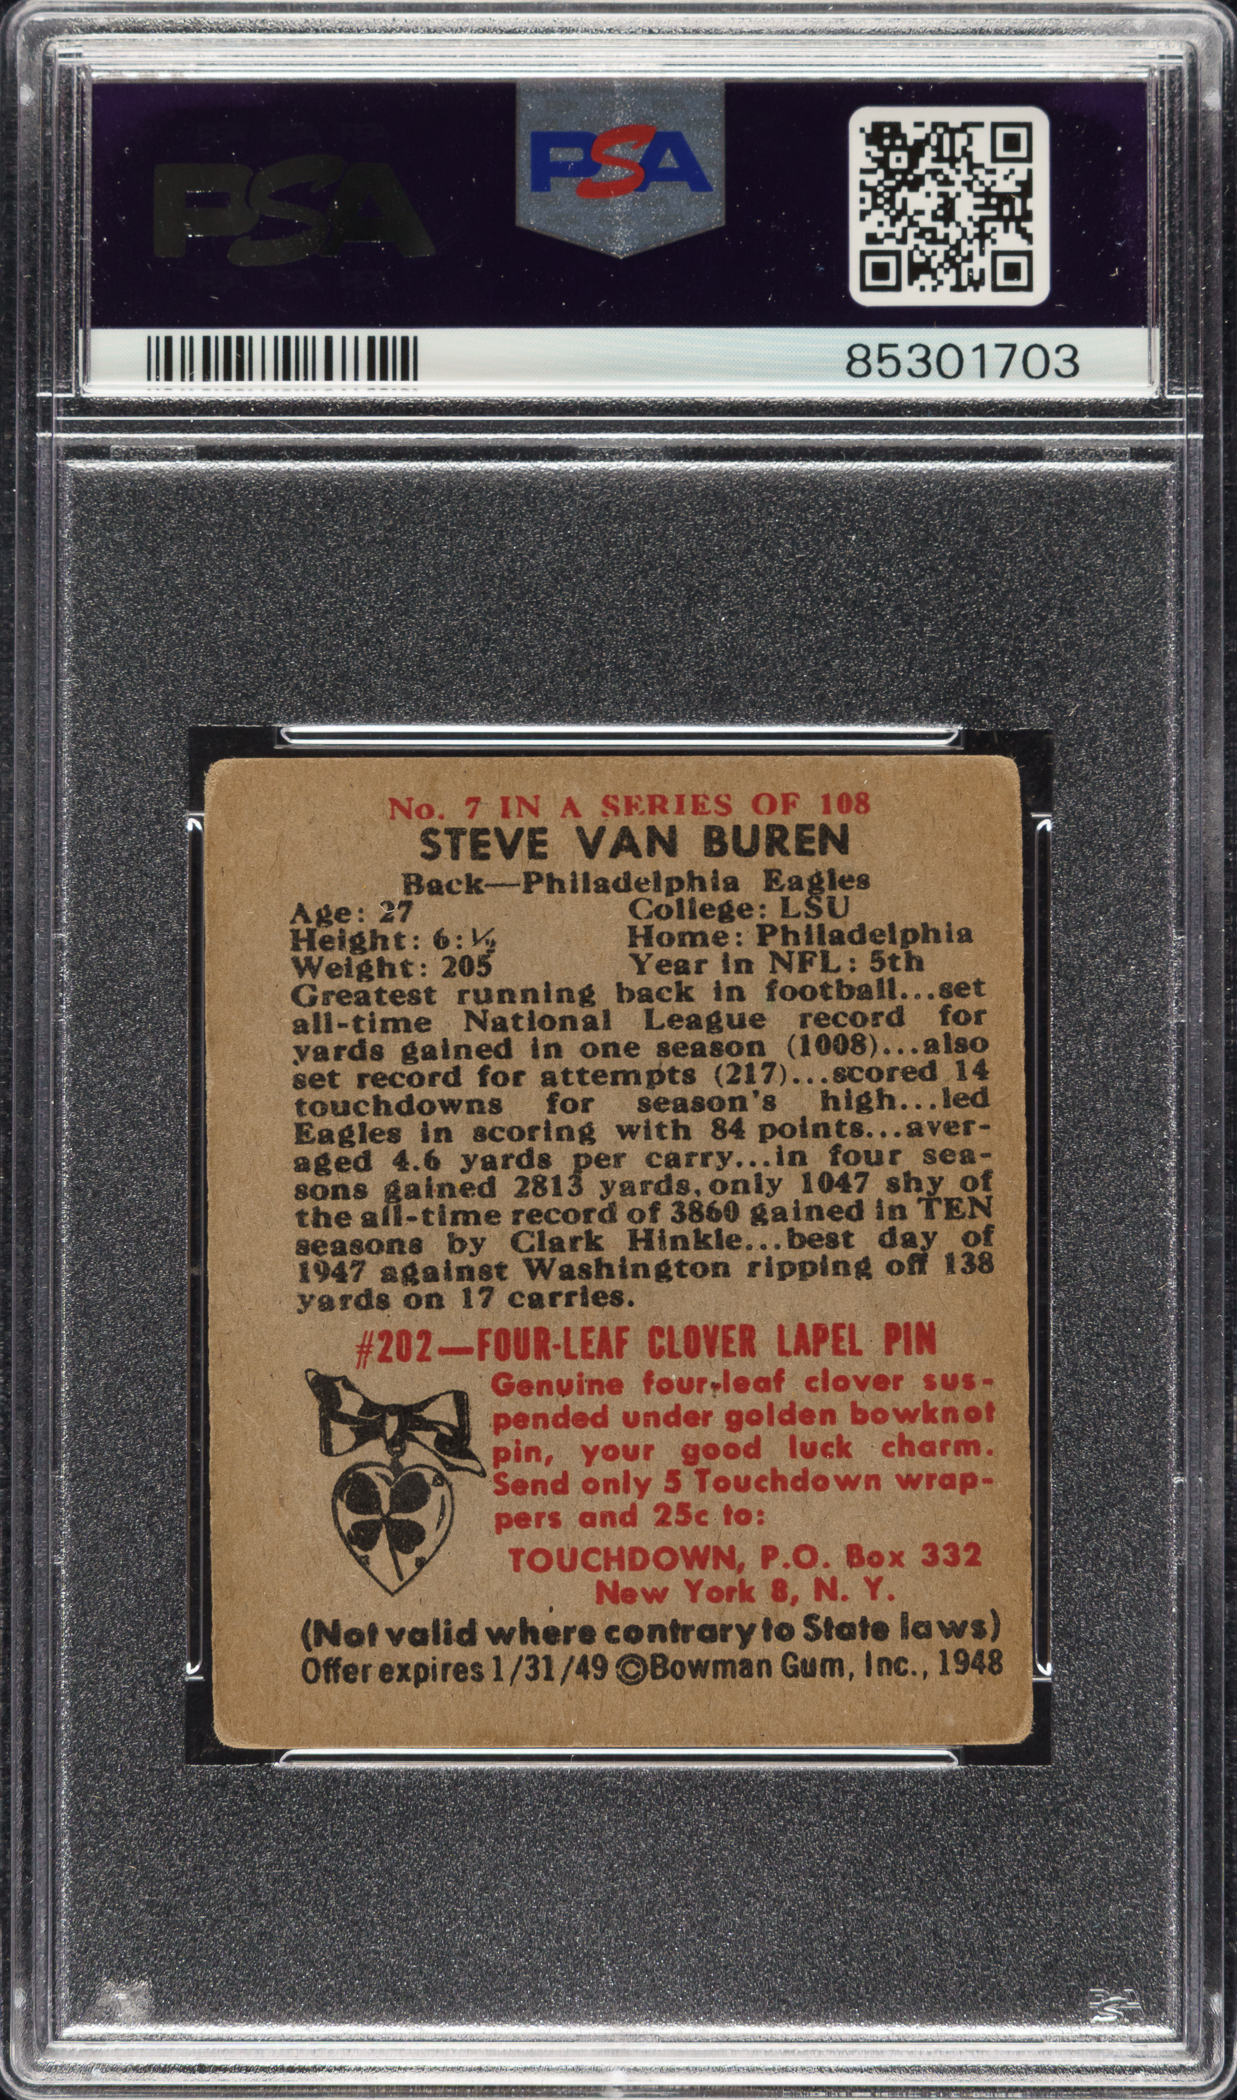 PSA
PSA
85301703
No. 7 IN A SERIES OF 108
STEVE VAN BUREN
Back—Philadelphia Eagles
Age: 27 College: LSU
Height: 6:½ Home: Philadelphia
Weight: 205 Year in NFL: 5th
Greatest running back in football...set
all-time National League record for
yards gained in one season (1008)...also
set record for attempts (217)...scored 14
touchdowns for season's high...led
Eagles in scoring with 84 points...aver-
aged 4.6 yards per carry...in four sea-
sons gained 2813 yards, only 1047 shy of
the all-time record of 3860 gained in TEN
seasons by Clark Hinkle...best day of
1947 against Washington ripping off 138
yards on 17 carries.
#202—FOUR-LEAF CLOVER LAPEL PIN
Genuine four-leaf clover sus-
pended under golden bowknot
pin, your good luck charm.
Send only 5 Touchdown wrap-
pers and 25c to:
TOUCHDOWN, P.O. Box 332
New York 8, N. Y.
(Not valid where contrary to State laws)
Offer expires 1/31/49 ©Bowman Gum, Inc., 1948